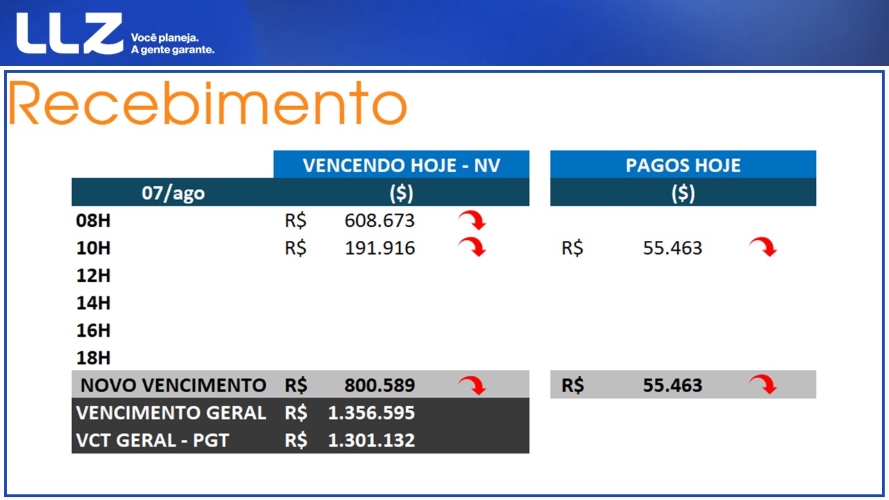 LLZ
Você planeja.
A gente garante.
Recebimento
VENCENDO HOJE - NV PAGOS HOJE
07/ago ($) ($)
08H R$ 608.673
10H R$ 191.916 R$ 55.463
12H
14H
16H
18H
NOVO VENCIMENTO R$ 800.589 R$ 55.463
VENCIMENTO GERAL R$ 1.356.595
VCT GERAL - PGT R$ 1.301.132